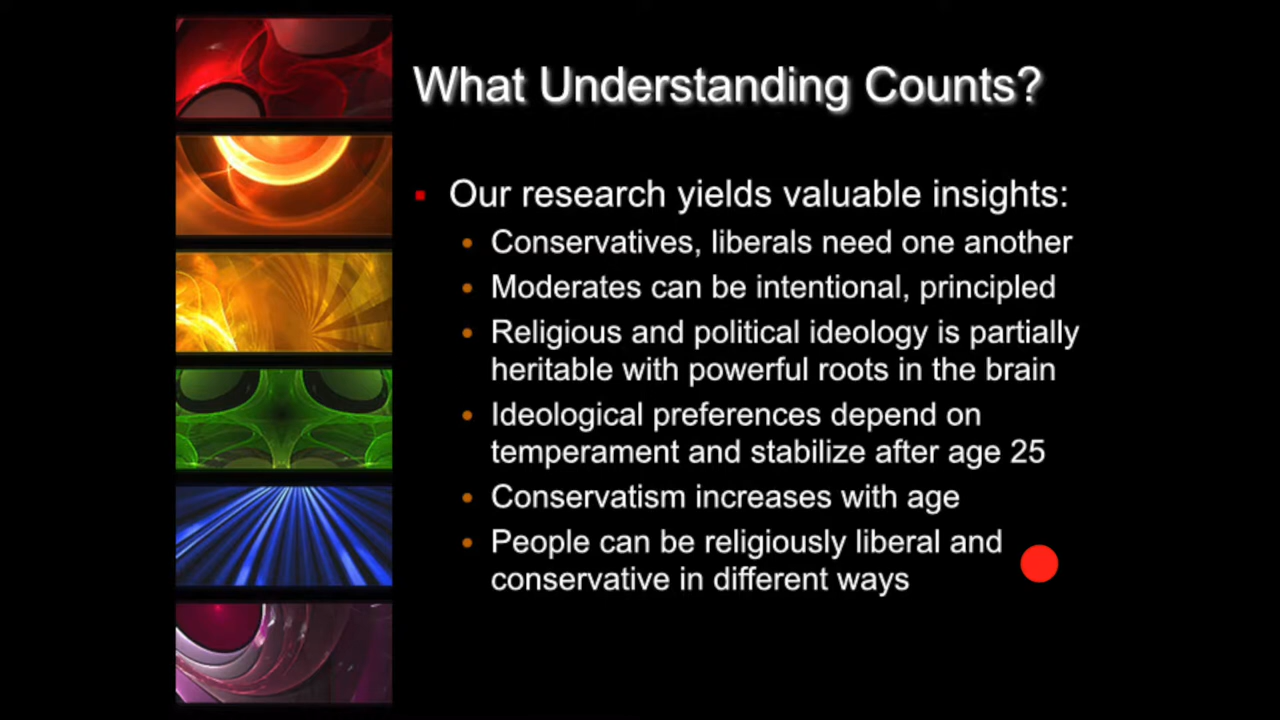 What Understanding Counts?
Our research yields valuable insights:
Conservatives, liberals need one another
Moderates can be intentional, principled
Religious and political ideology is partially
heritable with powerful roots in the brain
Ideological preferences depend on
temperament and stabilize after age 25
Conservatism increases with age
People can be religiously liberal and
conservative in different ways